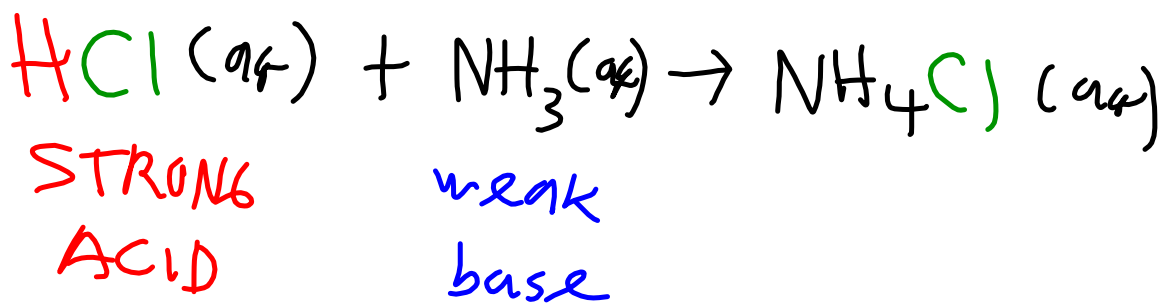 HCl (aq) + NH3(aq) → NH4Cl (aq)
STRONG weak
ACID base